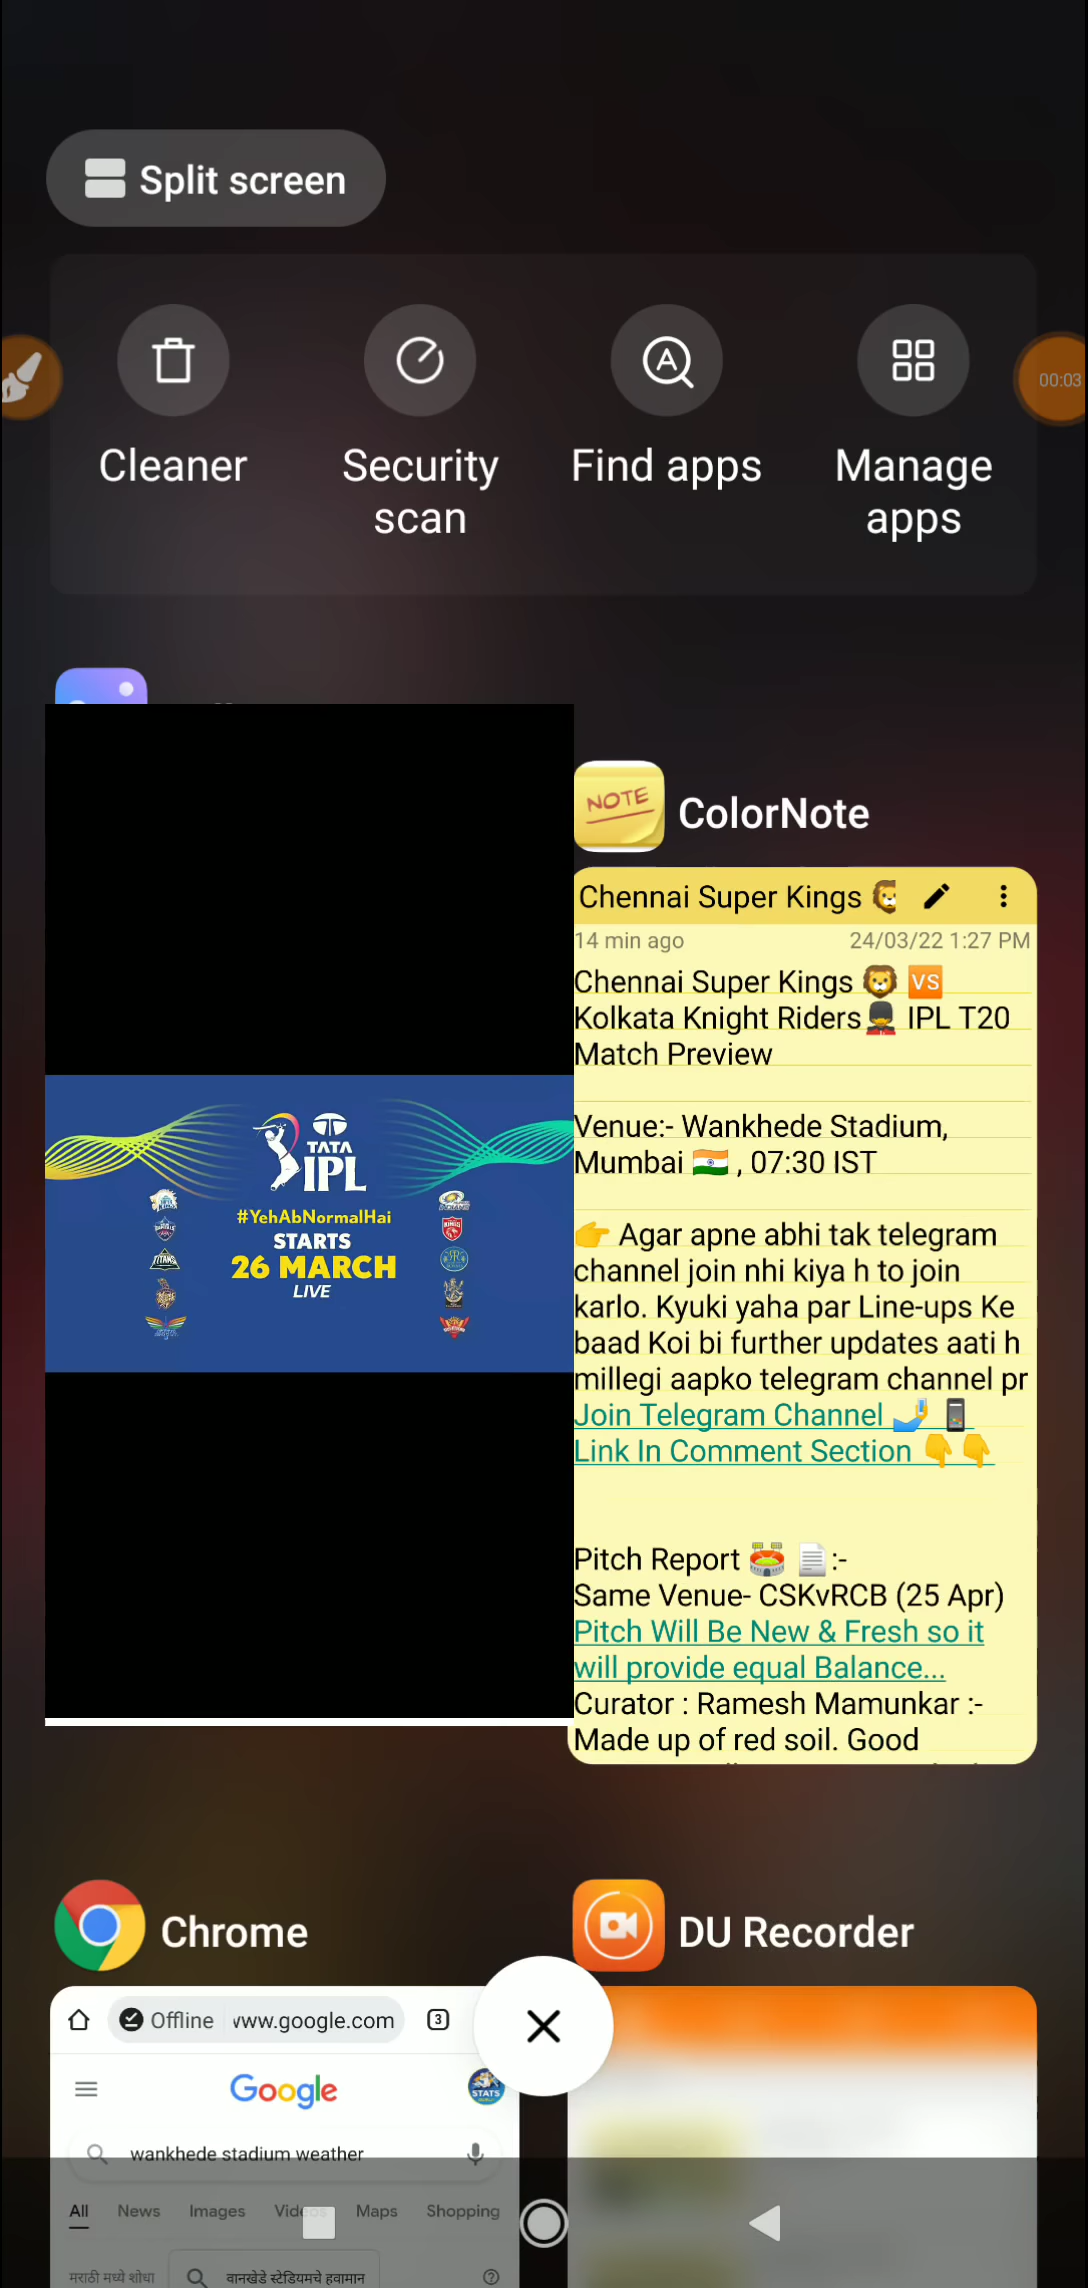 Split screen
Cleaner
Security
scan
Find apps
Manage
apps
00:03
NOTE
ColorNote
Chennai Super Kings
14 min ago
24/03/22 1:27 PM
Chennai Super Kings 🦁 🆚
Kolkata Knight Riders💂 IPL T20
Match Preview
Venue:- Wankhede Stadium,
Mumbai 🇮🇳 , 07:30 IST
👉 Agar apne abhi tak telegram
channel join nhi kiya h to join
karlo. Kyuki yaha par Line-ups Ke
baad Koi bi further updates aati h
millegi aapko telegram channel pr
Join Telegram Channel 🤳 📱
Link In Comment Section 👇👇
Pitch Report 🏟 📄:-
Same Venue- CSKvRCB (25 Apr)
Pitch Will Be New & Fresh so it
will provide equal Balance...
Curator : Ramesh Mamunkar :-
Made up of red soil. Good
TATA
IPL
#YehAbNormalHai
STARTS
26 MARCH
LIVE
Chrome
DU Recorder
Offline
www.google.com
3
Google
STATS
wankhede stadium weather
All
News
Images
Videos
Maps
Shopping
मराठी मध्ये शोधा
वानखेडे स्टेडियमचे हवामान